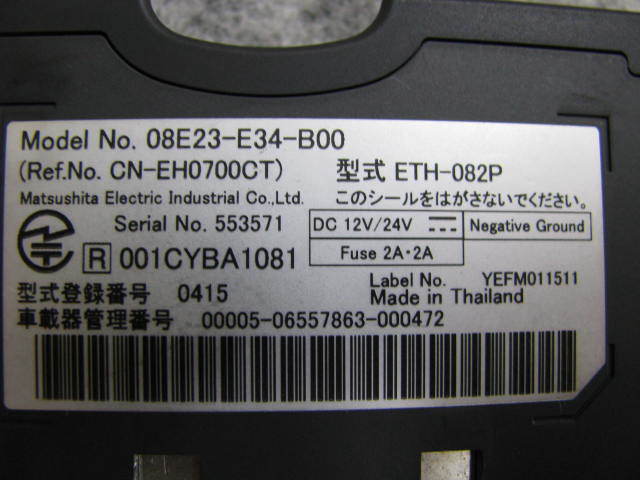 Model No. 08E23-E34-B00
(Ref.No. CN-EH0700CT) 型式 ETH-082P
Matsushita Electric Industrial Co.,Ltd. このシールをはがさないでください。
Serial No. 553571 DC 12V/24V Negative Ground
R 001CYBA1081 Fuse 2A・2A
Label No. YEFM011511
型式登録番号 0415 Made in Thailand
車載器管理番号 00005-06557863-000472